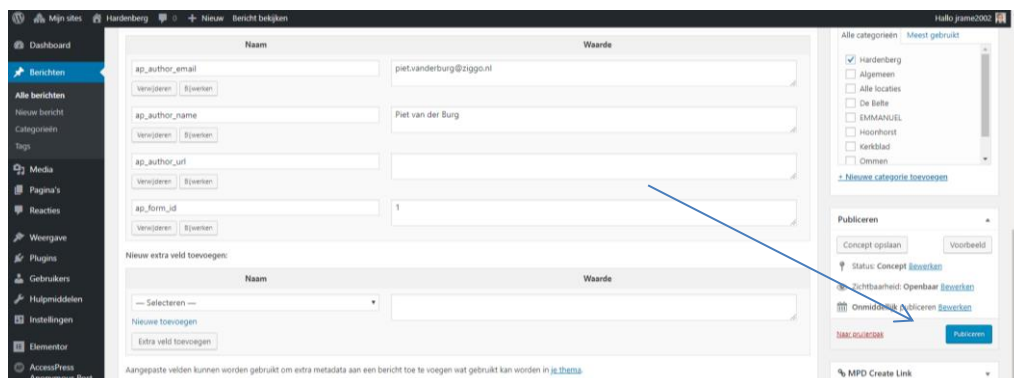 Mijn sites Hardenberg 0 + Nieuw Bericht bekijken Hallo jrame2002
Dashboard
Berichten
Alle berichten
Nieuw bericht
Categorieën
Tags
Media
Pagina's
Reacties
Weergave
Plugins
Gebruikers
Hulpmiddelen
Instellingen
Elementor
AccessPress
Anonymous Post
Naam Waarde
ap_author_email piet.vanderburg@ziggo.nl
Verwijderen Bijwerken
ap_author_name Piet van der Burg
Verwijderen Bijwerken
ap_author_url
Verwijderen Bijwerken
ap_form_id 1
Verwijderen Bijwerken
Nieuw extra veld toevoegen:
Naam Waarde
— Selecteren —
Nieuwe toevoegen
Extra veld toevoegen
Aangepaste velden kunnen worden gebruikt om extra metadata aan een bericht toe te voegen wat gebruikt kan worden in je thema.
Alle categorieën Meest gebruikt
Hardenberg
Algemeen
Alle locaties
De Belte
EMMANUEL
Hoonhorst
Kerkblad
Ommen
+ Nieuwe categorie toevoegen
Publiceren
Concept opslaan Voorbeeld
Status: Concept Bewerken
Zichtbaarheid: Openbaar Bewerken
Onmiddellijk publiceren Bewerken
Naar prullenbak Publiceren
MPD Create Link